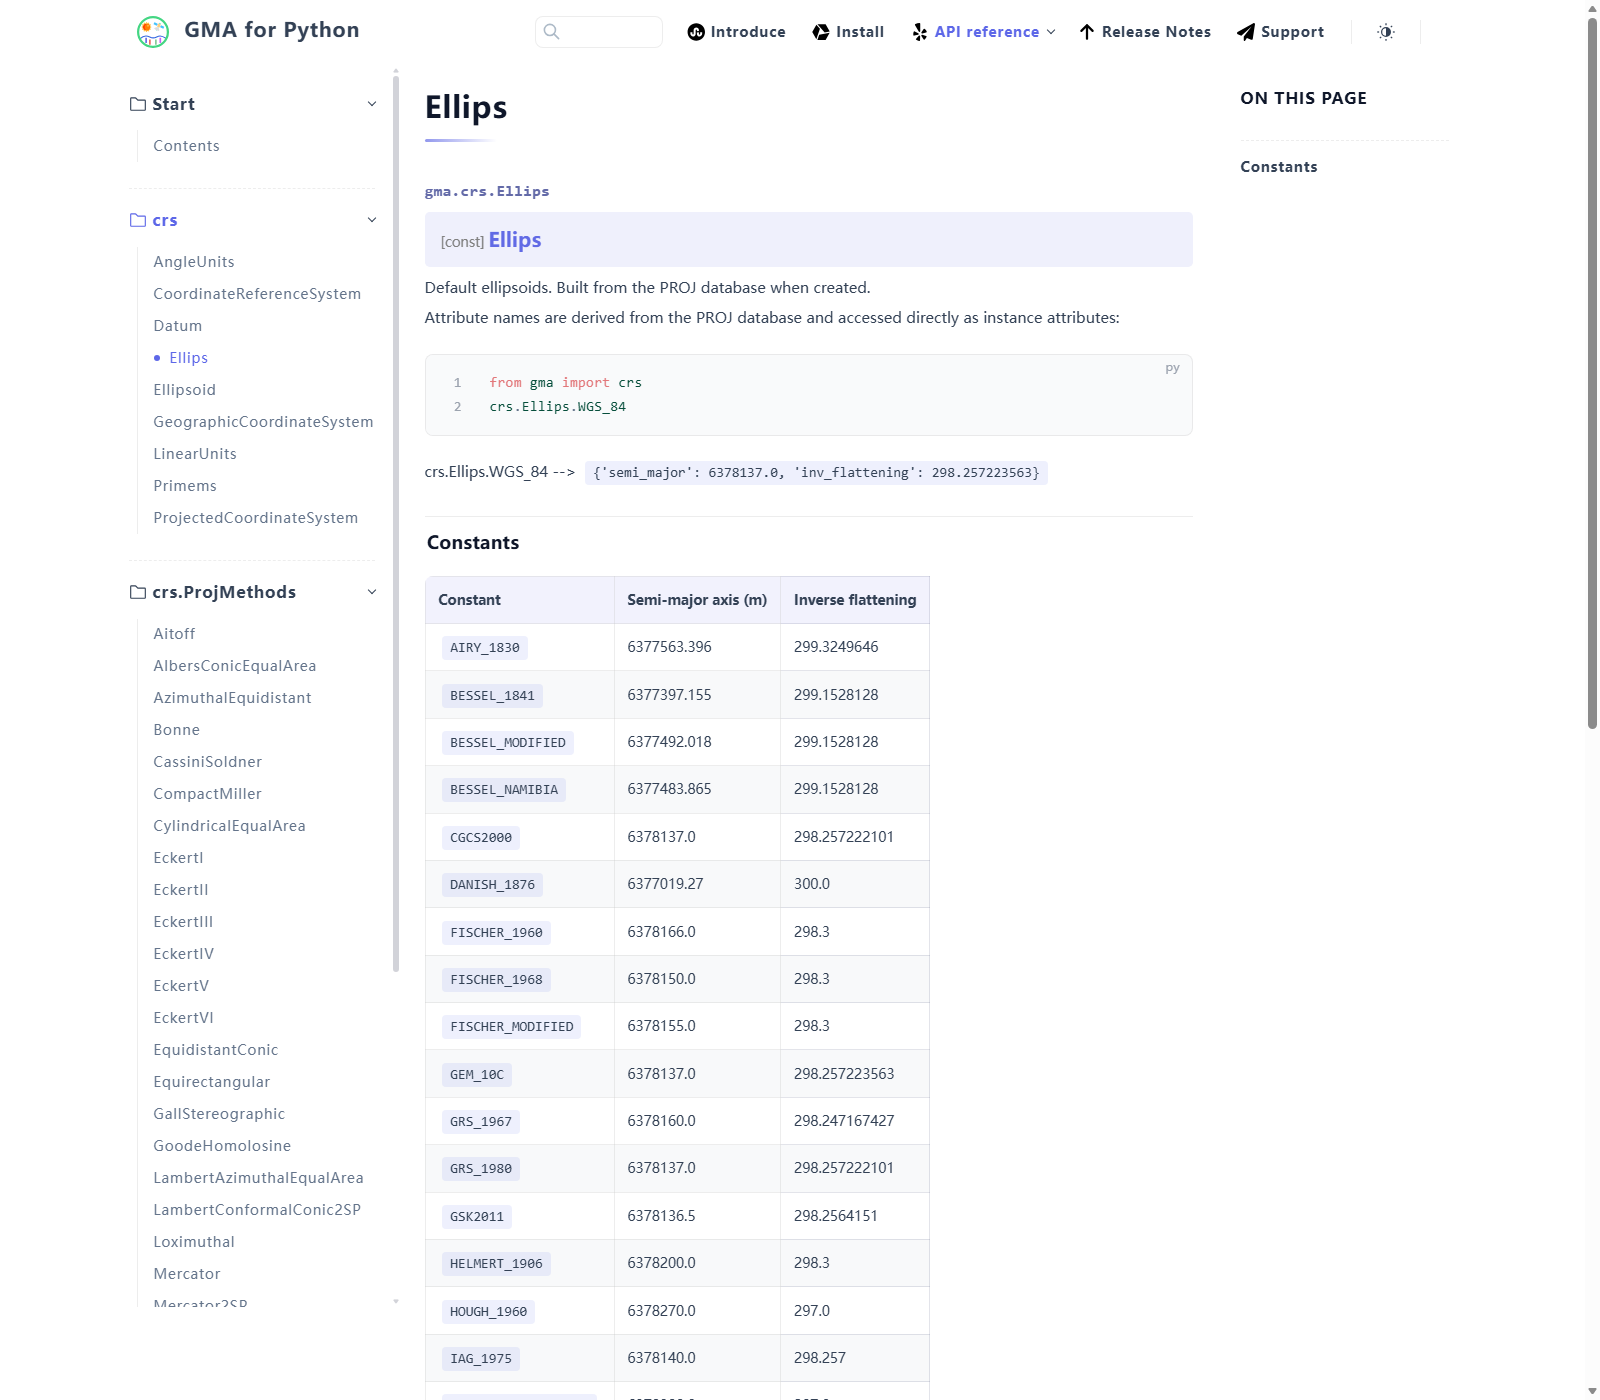 GMA for Python
Introduce
Install
API reference
Release Notes
Support
Start
Contents
crs
AngleUnits
CoordinateReferenceSystem
Datum
Ellips
Ellipsoid
GeographicCoordinateSystem
LinearUnits
Primems
ProjectedCoordinateSystem
crs.ProjMethods
Aitoff
AlbersConicEqualArea
AzimuthalEquidistant
Bonne
CassiniSoldner
CompactMiller
CylindricalEqualArea
EckertI
EckertII
EckertIII
EckertIV
EckertV
EckertVI
EquidistantConic
Equirectangular
GallStereographic
GoodeHomolosine
LambertAzimuthalEqualArea
LambertConformalConic2SP
Loximuthal
Mercator
Mercator2SP
Ellips
gma.crs.Ellips
[const] Ellips
Default ellipsoids. Built from the PROJ database when created.
Attribute names are derived from the PROJ database and accessed directly as instance attributes:
py
1 from gma import crs
2 crs.Ellips.WGS_84
crs.Ellips.WGS_84 --> {'semi_major': 6378137.0, 'inv_flattening': 298.257223563}
Constants
Constant Semi-major axis (m) Inverse flattening
AIRY_1830 6377563.396 299.3249646
BESSEL_1841 6377397.155 299.1528128
BESSEL_MODIFIED 6377492.018 299.1528128
BESSEL_NAMIBIA 6377483.865 299.1528128
CGCS2000 6378137.0 298.257222101
DANISH_1876 6377019.27 300.0
FISCHER_1960 6378166.0 298.3
FISCHER_1968 6378150.0 298.3
FISCHER_MODIFIED 6378155.0 298.3
GEM_10C 6378137.0 298.257223563
GRS_1967 6378160.0 298.247167427
GRS_1980 6378137.0 298.257222101
GSK2011 6378136.5 298.2564151
HELMERT_1906 6378200.0 298.3
HOUGH_1960 6378270.0 297.0
IAG_1975 6378140.0 298.257
ON THIS PAGE
Constants